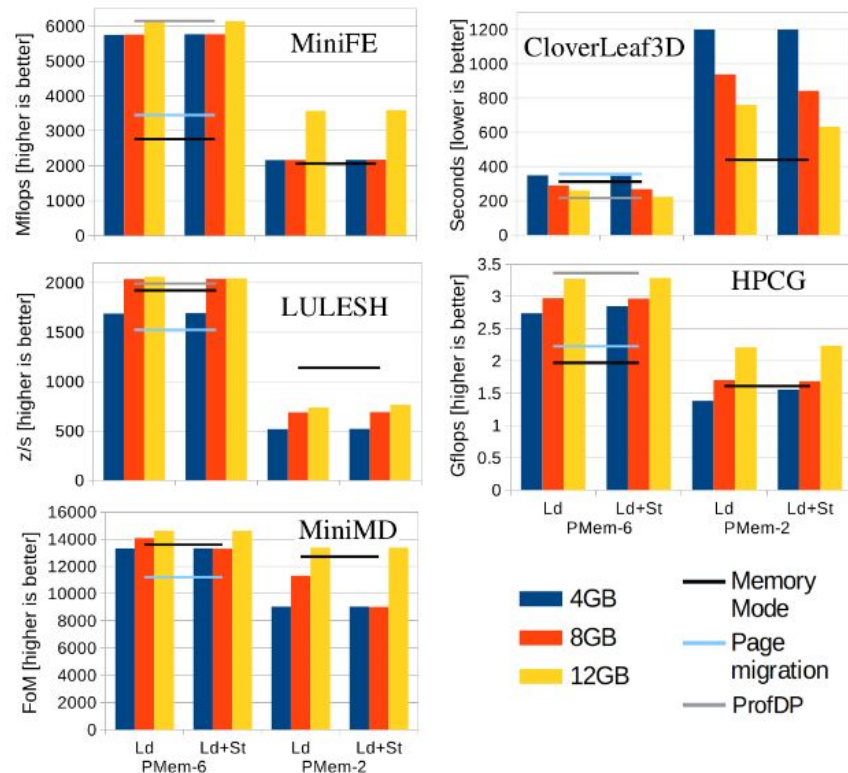 MiniFE
Mflops [higher is better]
6000
5000
4000
3000
2000
1000
0
CloverLeaf3D
Seconds [lower is better]
1200
1000
800
600
400
200
0
LULESH
z/s [higher is better]
2000
1500
1000
500
0
HPCG
Gflops [higher is better]
3.5
3
2.5
2
1.5
1
0.5
0
Ld Ld+St Ld Ld+St
PMem-6 PMem-2
MiniMD
FoM [higher is better]
16000
14000
12000
10000
8000
6000
4000
2000
0
Ld Ld+St Ld Ld+St
PMem-6 PMem-2
4GB
8GB
12GB
Memory
Mode
Page
migration
ProfDP